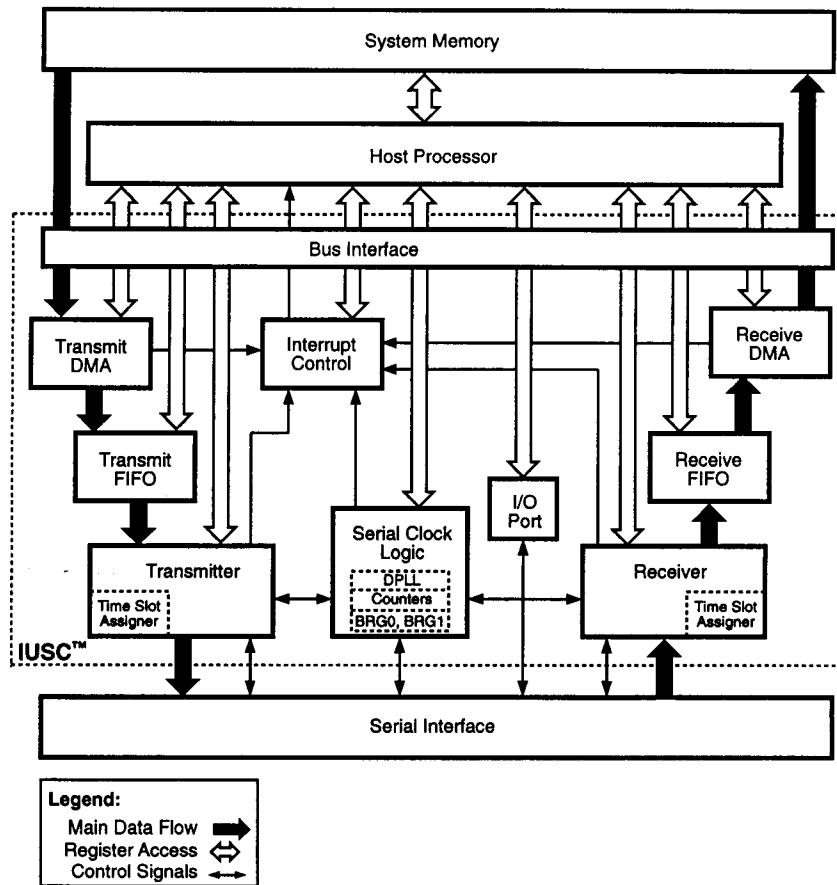 System Memory
Host Processor
Bus Interface
Transmit
DMA
Interrupt
Control
Receive
DMA
Transmit
FIFO
Receive
FIFO
I/O
Port
Serial Clock
Logic
DPLL
Counters
BRG0, BRG1
Transmitter
Time Slot
Assigner
Receiver
Time Slot
Assigner
IUSC™
Serial Interface
Legend:
Main Data Flow
Register Access
Control Signals